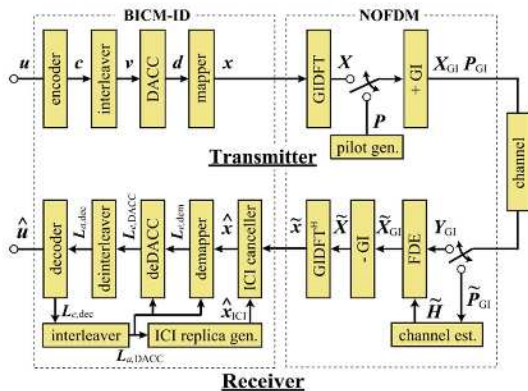 BICM-ID
NOFDM
u
encoder
c
interleaver
v
DACC
d
mapper
x
GIDFT
X
P
pilot gen.
+ GI
X_GI P_GI
channel
Transmitter
û
decoder
L_a,dec
deinterleaver
L_e,DACC
deDACC
L_e,dem
demapper
x̂
ICI canceller
x̃
GIDFT^H
X̃
- GI
X̃_GI
FDE
Y_GI
P̃_GI
H̃
channel est.
L_e,dec
interleaver
L_a,DACC
ICI replica gen.
x̂_ICI
Receiver